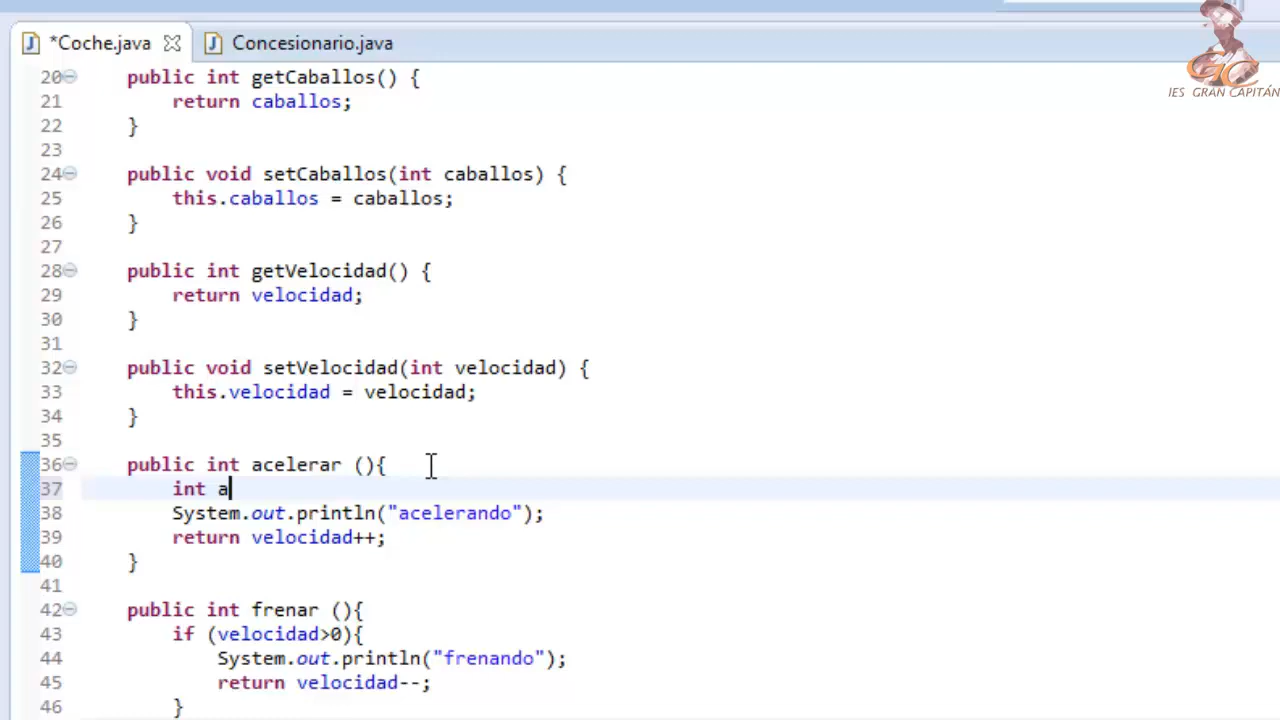 *Coche.java Concesionario.java
GC
IES GRAN CAPITÁN
20 public int getCaballos() {
21 return caballos;
22 }
23
24 public void setCaballos(int caballos) {
25 this.caballos = caballos;
26 }
27
28 public int getVelocidad() {
29 return velocidad;
30 }
31
32 public void setVelocidad(int velocidad) {
33 this.velocidad = velocidad;
34 }
35
36 public int acelerar (){
37 int a
38 System.out.println("acelerando");
39 return velocidad++;
40 }
41
42 public int frenar (){
43 if (velocidad>0){
44 System.out.println("frenando");
45 return velocidad--;
46 }